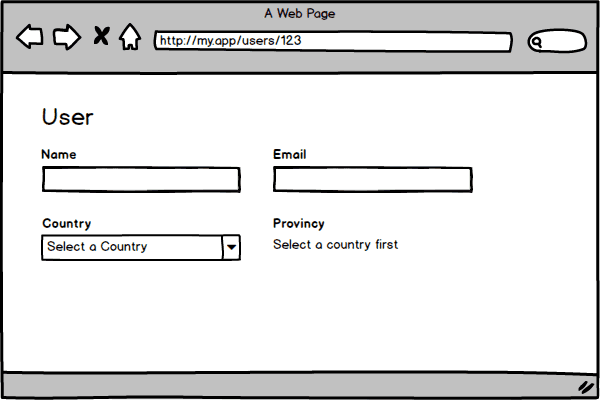 A Web Page
http://my.app/users/123
User
Name Email
Country Provincy
Select a Country Select a country first